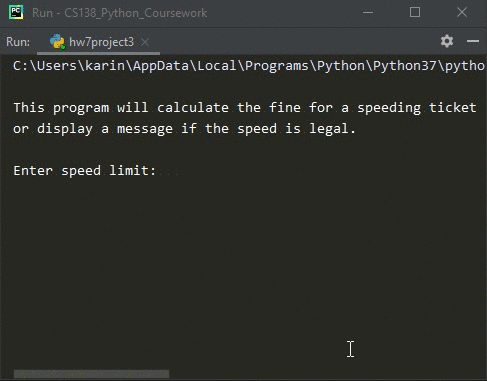 PC
Run - CS138_Python_Coursework
Run: hw7project3
C:\Users\karin\AppData\Local\Programs\Python\Python37\pytho
This program will calculate the fine for a speeding ticket
or display a message if the speed is legal.
Enter speed limit: